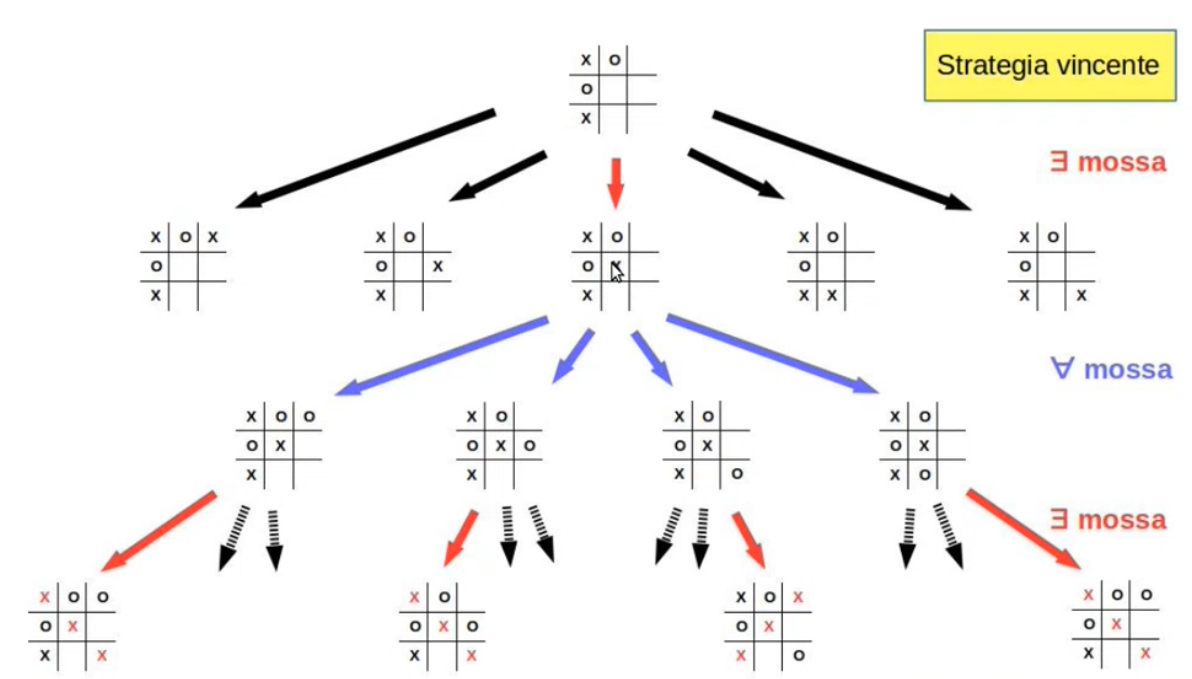 Strategia vincente
X O
O
X
∃ mossa
X O X
O
X
X O
O X
X
X O
O X
X
X O
O
X X
X O
O
X X
∀ mossa
X O O
O X
X
X O
O X O
X
X O
O X
X O
X O
O X
X O
∃ mossa
X O O
O X
X X
X O
O X O
X X
X O X
O X
X O
X O O
O X
X X